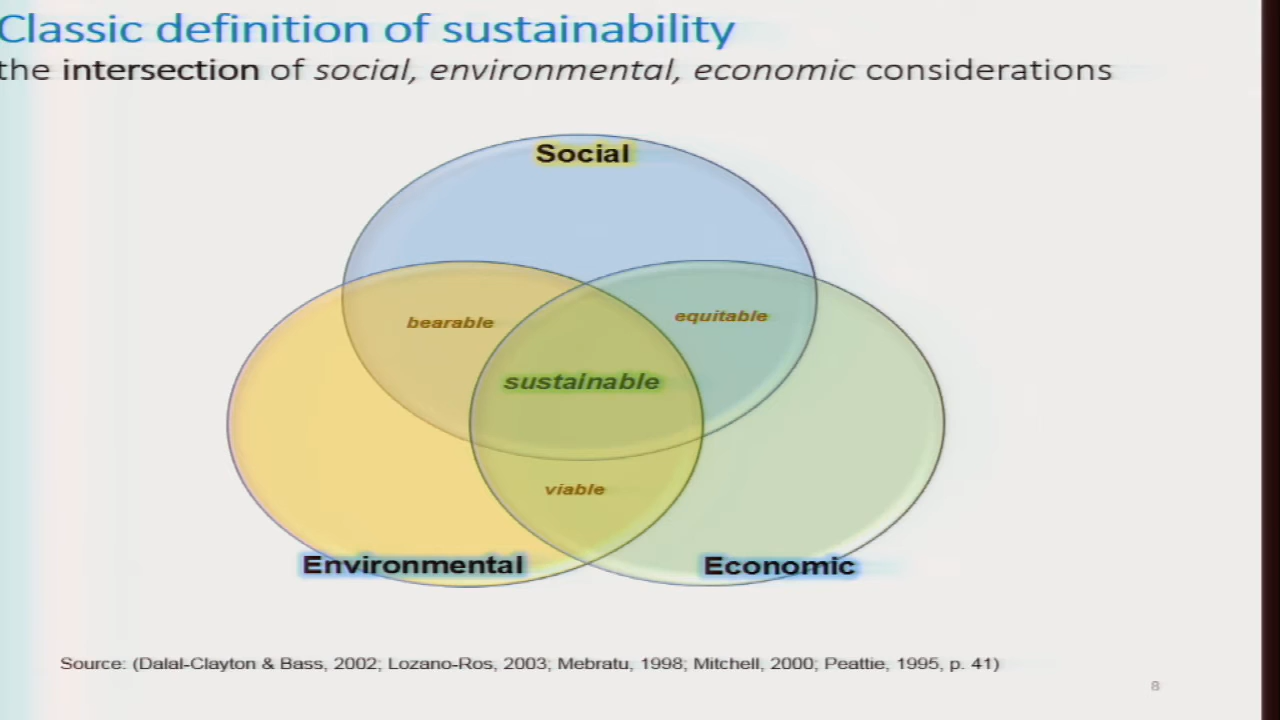 Classic definition of sustainability
the intersection of social, environmental, economic considerations
Social
bearable
equitable
sustainable
viable
Environmental
Economic
Source: (Dalal-Clayton & Bass, 2002; Lozano-Ros, 2003; Mebratu, 1998; Mitchell, 2000; Peattie, 1995, p. 41)
8